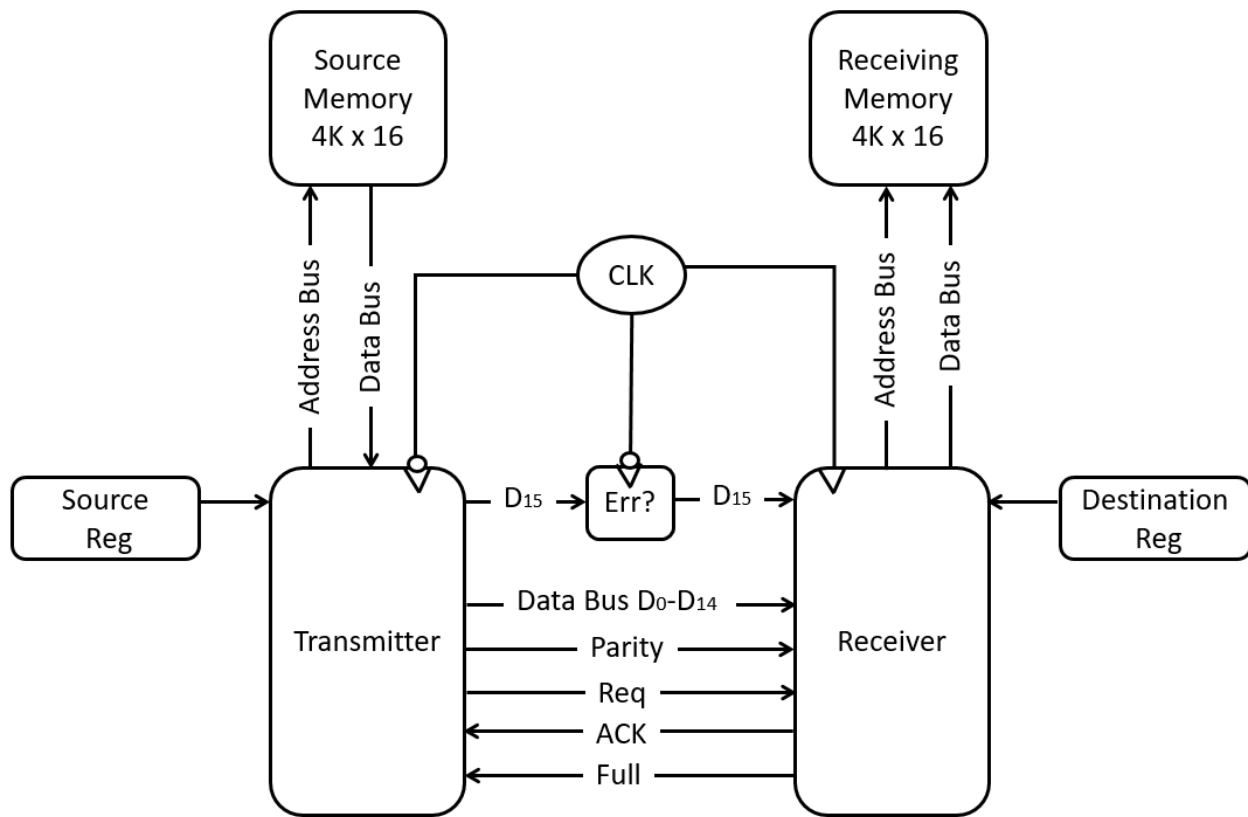 Source
Memory
4K x 16
Receiving
Memory
4K x 16
CLK
Address Bus
Data Bus
Address Bus
Data Bus
Source
Reg
D15
Err?
D15
Destination
Reg
Data Bus D0-D14
Transmitter
Parity
Receiver
Req
ACK
Full